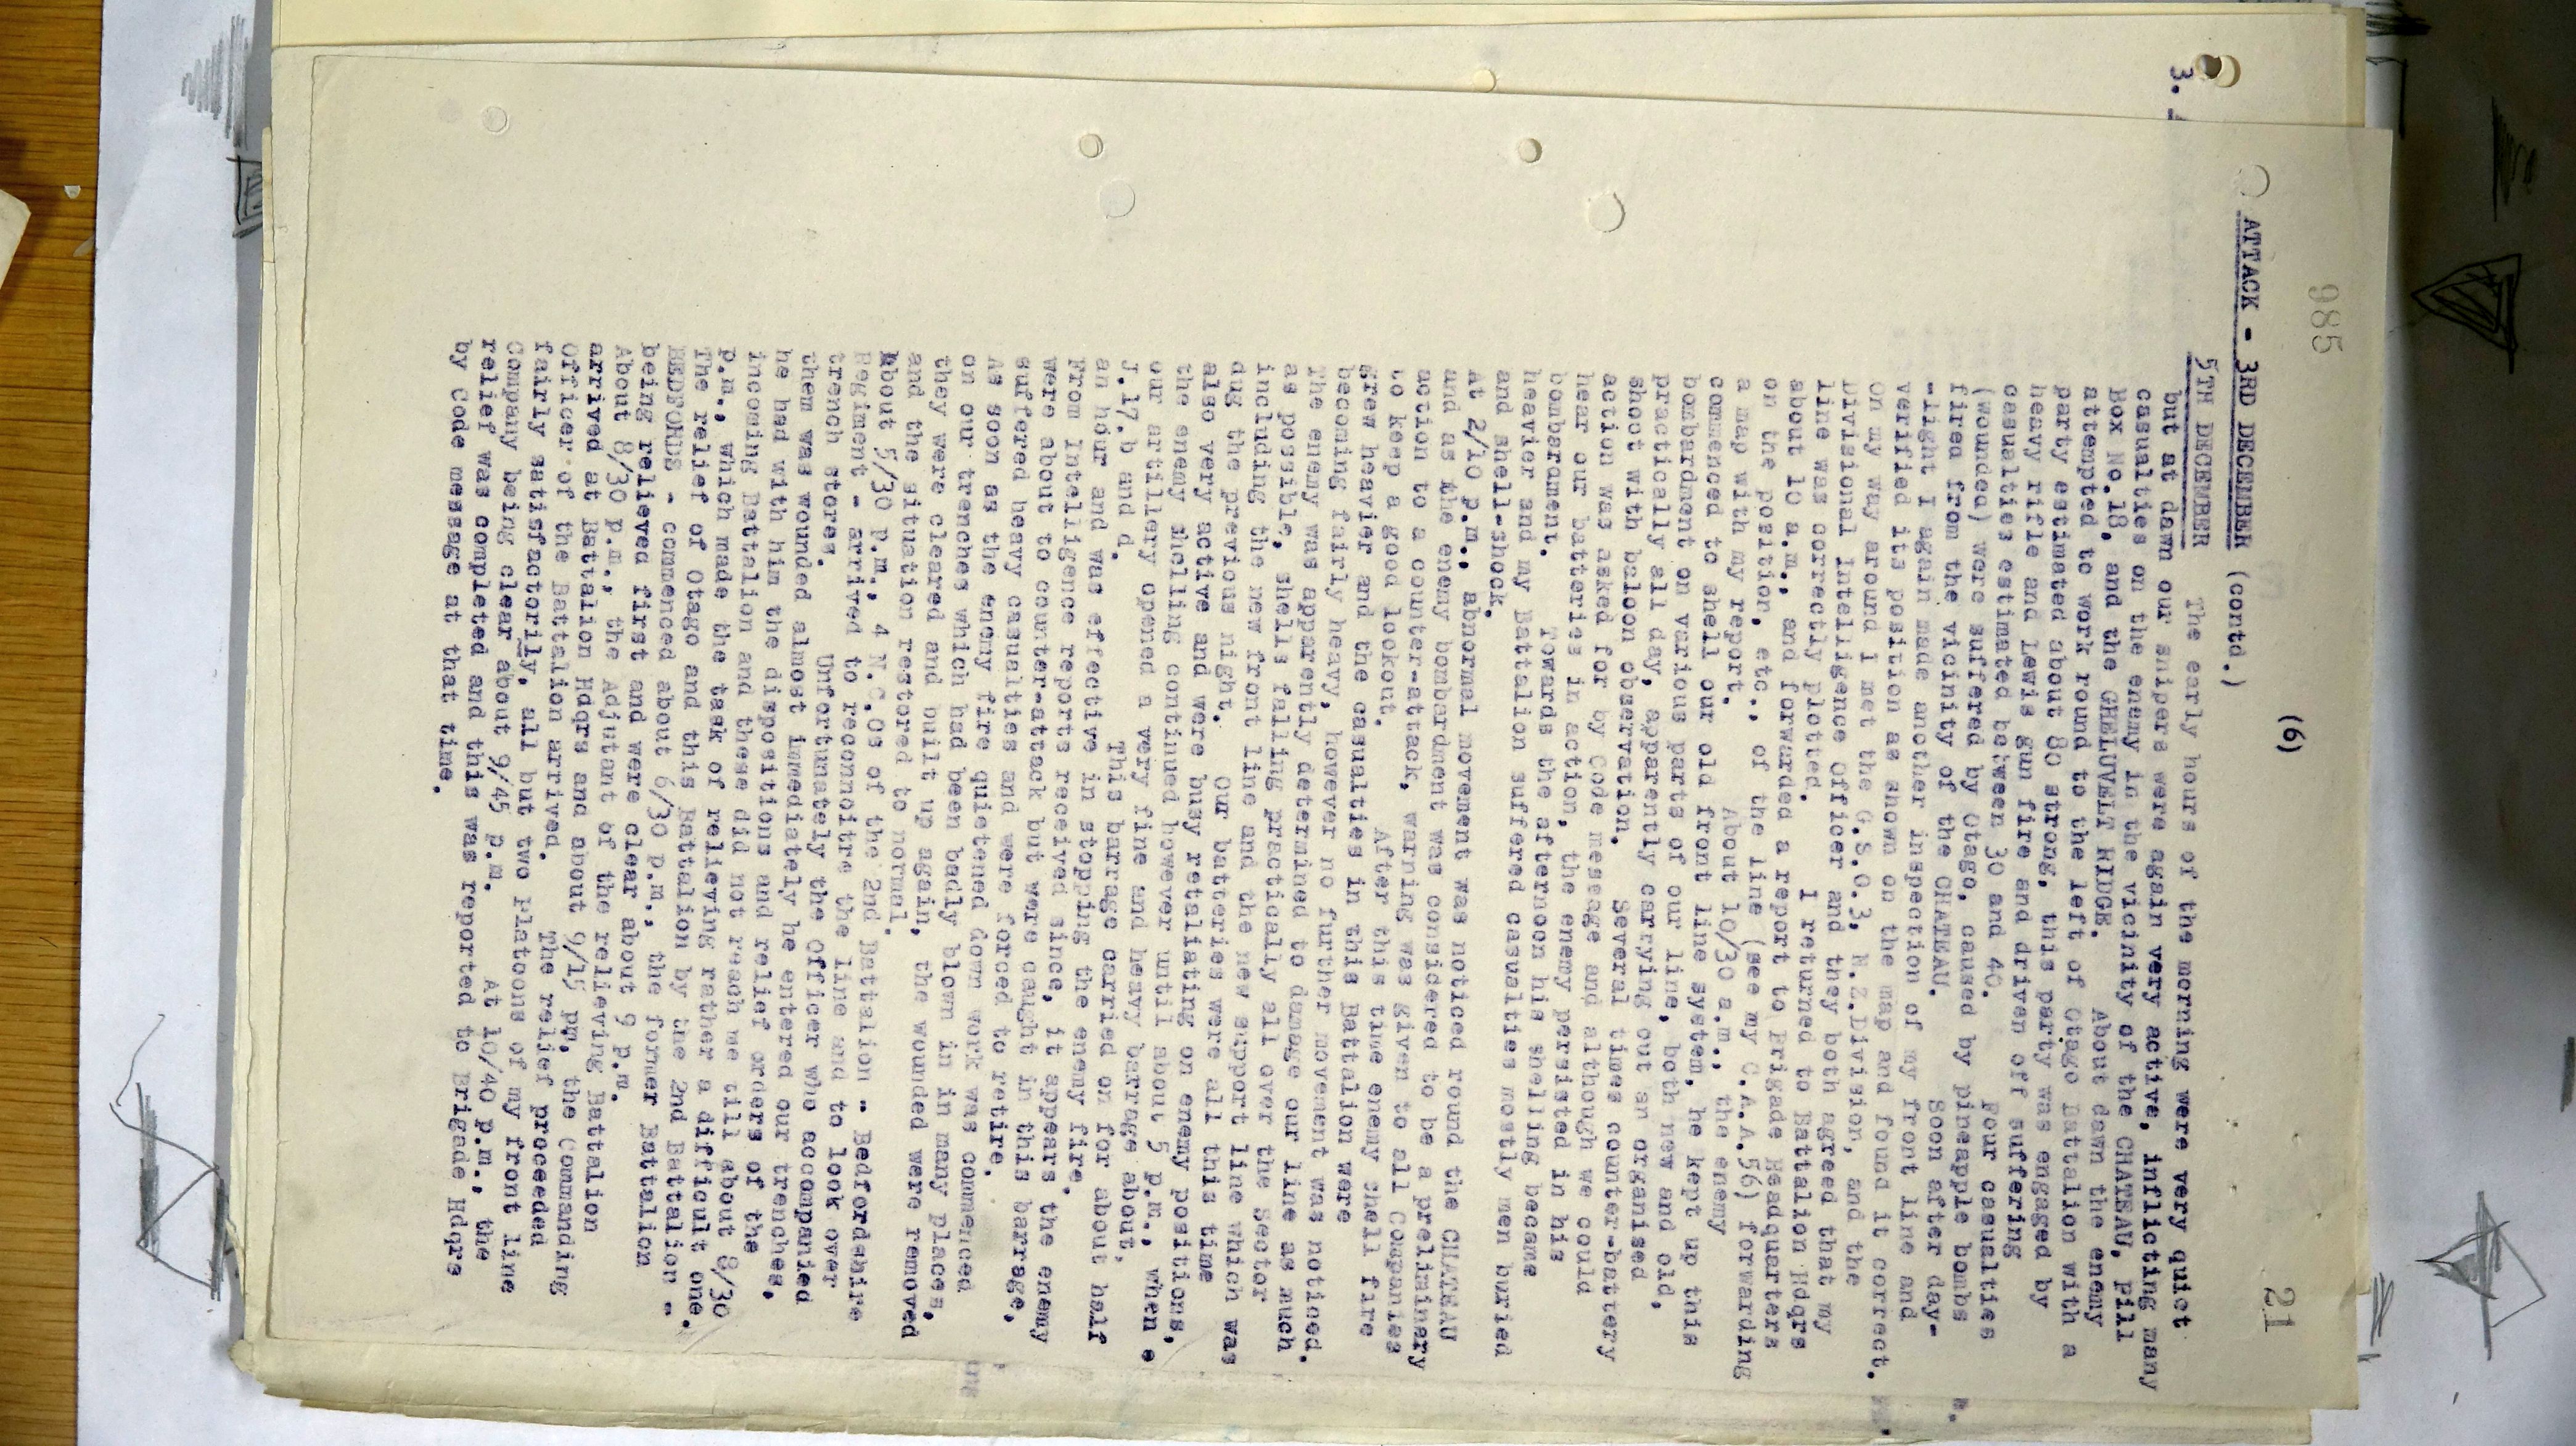 985
(6)
21
3.
ATTACK - 3RD DECEMBER (contd.)
5TH DECEMBER
The early hours of the morning were very quiet
but at dawn our snipers were again very active, inflicting many
casualties on the enemy in the vicinity of the CHATEAU, Pill
Box No.18, and the GHELUVELT RIDGE. About dawn the enemy
attempted to work round to the left of Otago Battalion with a
party estimated about 80 strong, this party was engaged by
heavy rifle and Lewis gun fire and driven off suffering
casualties estimated between 30 and 40. Four casualties
(wounded) were suffered by Otago, caused by pineapple bombs
fired from the vicinity of the CHATEAU. Soon after day-
-light I again made another inspection of my front line and
verified its position as shown on the map and found it correct.
On my way around I met the G.S.O.3, N.Z.Division, and the
Divisional Intelligence Officer and they both agreed that my
line was correctly plotted. I returned to Battalion Hdqrs
about 10 a.m., and forwarded a report to Brigade Headquarters
on the position, etc., of the line (see my C.A.A.56) forwarding
a map with my report. About 10/30 a.m., the enemy
commenced to shell our old front line system, he kept up this
bombardment on various parts of our line, both new and old,
practically all day, apparently carrying out an organised
shoot with baloon observation. Several times counter-battery
action was asked for by Code message and although we could
hear our batteries in action, the enemy persisted in his
bombardment. Towards the afternoon his shelling became
heavier and my Battalion suffered casualties mostly men buried
and shell-shock.
At 2/10 p.m., abnormal movement was noticed round the CHATEAU
and as the enemy bombardment was considered to be a preliminary
action to a counter-attack, warning was given to all Companies
to keep a good lookout. After this time enemy shell fire
grew heavier and the casualties in this Battalion were
becoming fairly heavy, however no further movement was noticed.
The enemy was apparently determined to damage our line as much
as possible, shells falling practically all over the Sector
including the new front line and the new support line which was
dug the previous night. Our batteries were all this time
also very active and were busy retaliating on enemy positions,
the enemy shelling continued however until about 5 p.m., when
our artillery opened a very fine and heavy barrage about,
J.17.b and d. This barrage carried on for about half
an hour and was effective in stopping the enemy fire.
From intelligence reports received since, it appears the enemy
were about to counter-attack but were caught in this barrage,
suffered heavy casualties and were forced to retire.
As soon as the enemy fire quietened down work was commenced
on our trenches which had been badly blown in in many places,
they were cleared and built up again, the wounded were removed
and the situation restored to normal.
About 5/30 p.m., 4 N.C.Os of the 2nd Battalion - Bedfordshire
Regiment - arrived to reconnoitre the line and to look over
trench stores. Unfortunately the Officer who accompanied
them was wounded almost immediately he entered our trenches,
he had with him the dispositions and relief orders of the
incoming Battalion and these did not reach me till about 8/30
p.m., which made the task of relieving rather a difficult one.
The relief of Otago and this Battalion by the 2nd Battalion -
BEDFORDS - commenced about 6/30 p.m., the former Battalion
being relieved first and were clear about 9 p.m.
About 8/30 p.m., the Adjutant of the relieving Battalion
arrived at Battalion Hdqrs and about 9/15 pm, the Commanding
Officer of the Battalion arrived. The relief proceeded
fairly satisfactorily, all but two Platoons of my front line
Company being clear about 9/45 p.m. At 10/40 p.m., the
relief was completed and this was reported to Brigade Hdqrs
by Code message at that time.